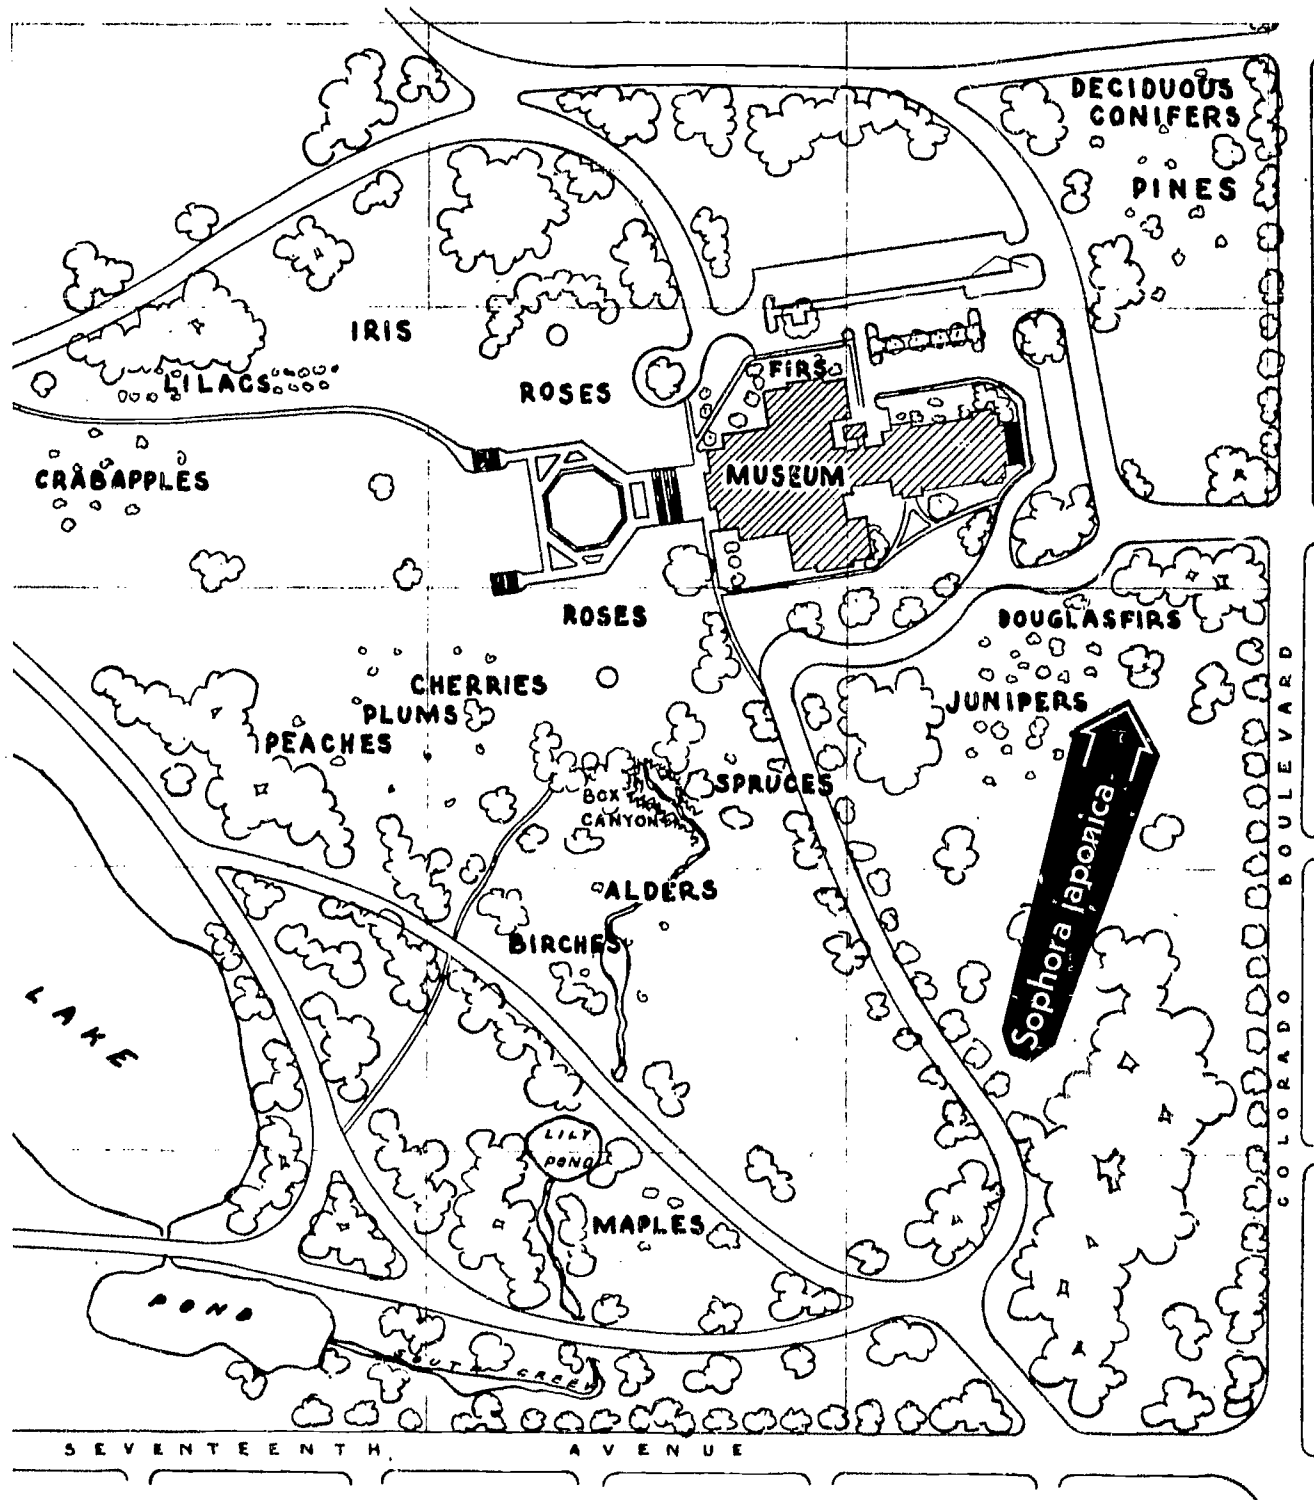 DECIDUOUS
CONIFERS
PINES
IRIS
LILACS
ROSES
FIRS
CRABAPPLES
MUSEUM
ROSES
DOUGLASFIRS
CHERRIES
PLUMS
PEACHES
JUNIPERS
SPRUCES
BOX
CANYON
Sophora japonica
ALDERS
BIRCHES
LAKE
LILY
POND
MAPLES
POND
SOUTH CREEK
COLORADO BOULEVARD
SEVENTEENTH AVENUE